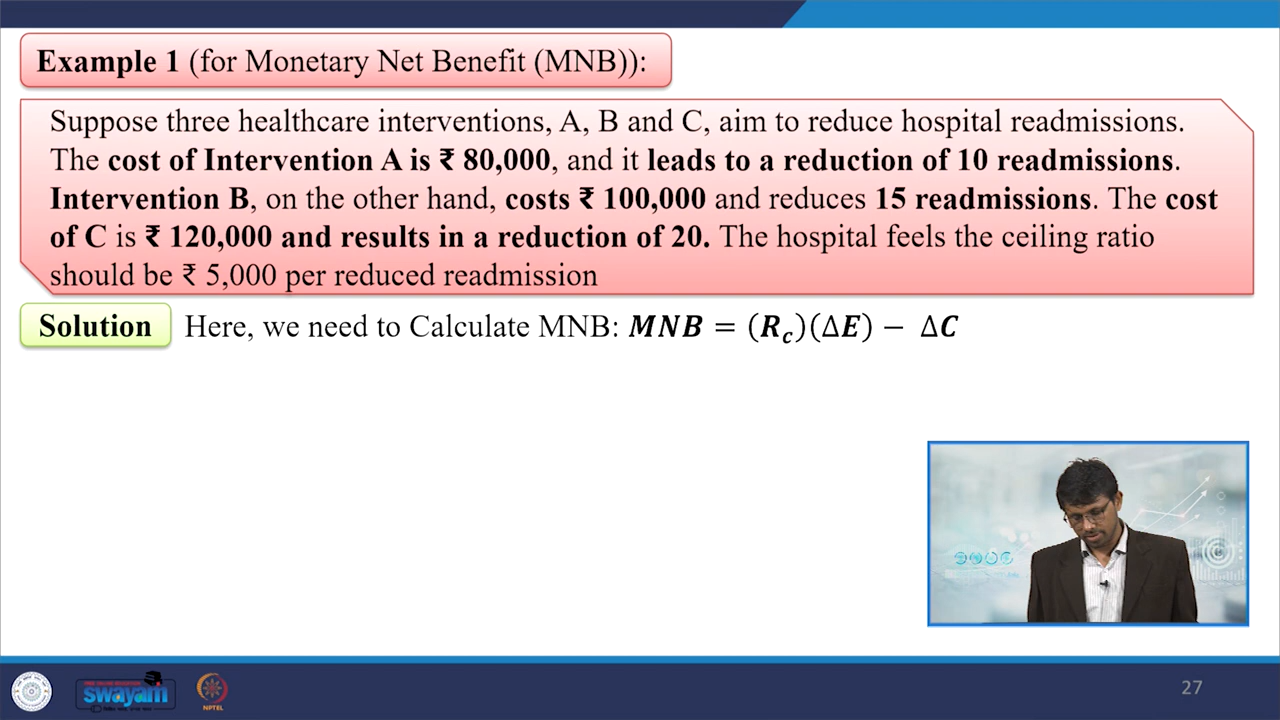 Example 1 (for Monetary Net Benefit (MNB)):
Suppose three healthcare interventions, A, B and C, aim to reduce hospital readmissions.
The cost of Intervention A is ₹ 80,000, and it leads to a reduction of 10 readmissions.
Intervention B, on the other hand, costs ₹ 100,000 and reduces 15 readmissions. The cost
of C is ₹ 120,000 and results in a reduction of 20. The hospital feels the ceiling ratio
should be ₹ 5,000 per reduced readmission
Solution Here, we need to Calculate MNB: MNB = (R_c)(ΔE) − ΔC
swayam
NPTEL
27